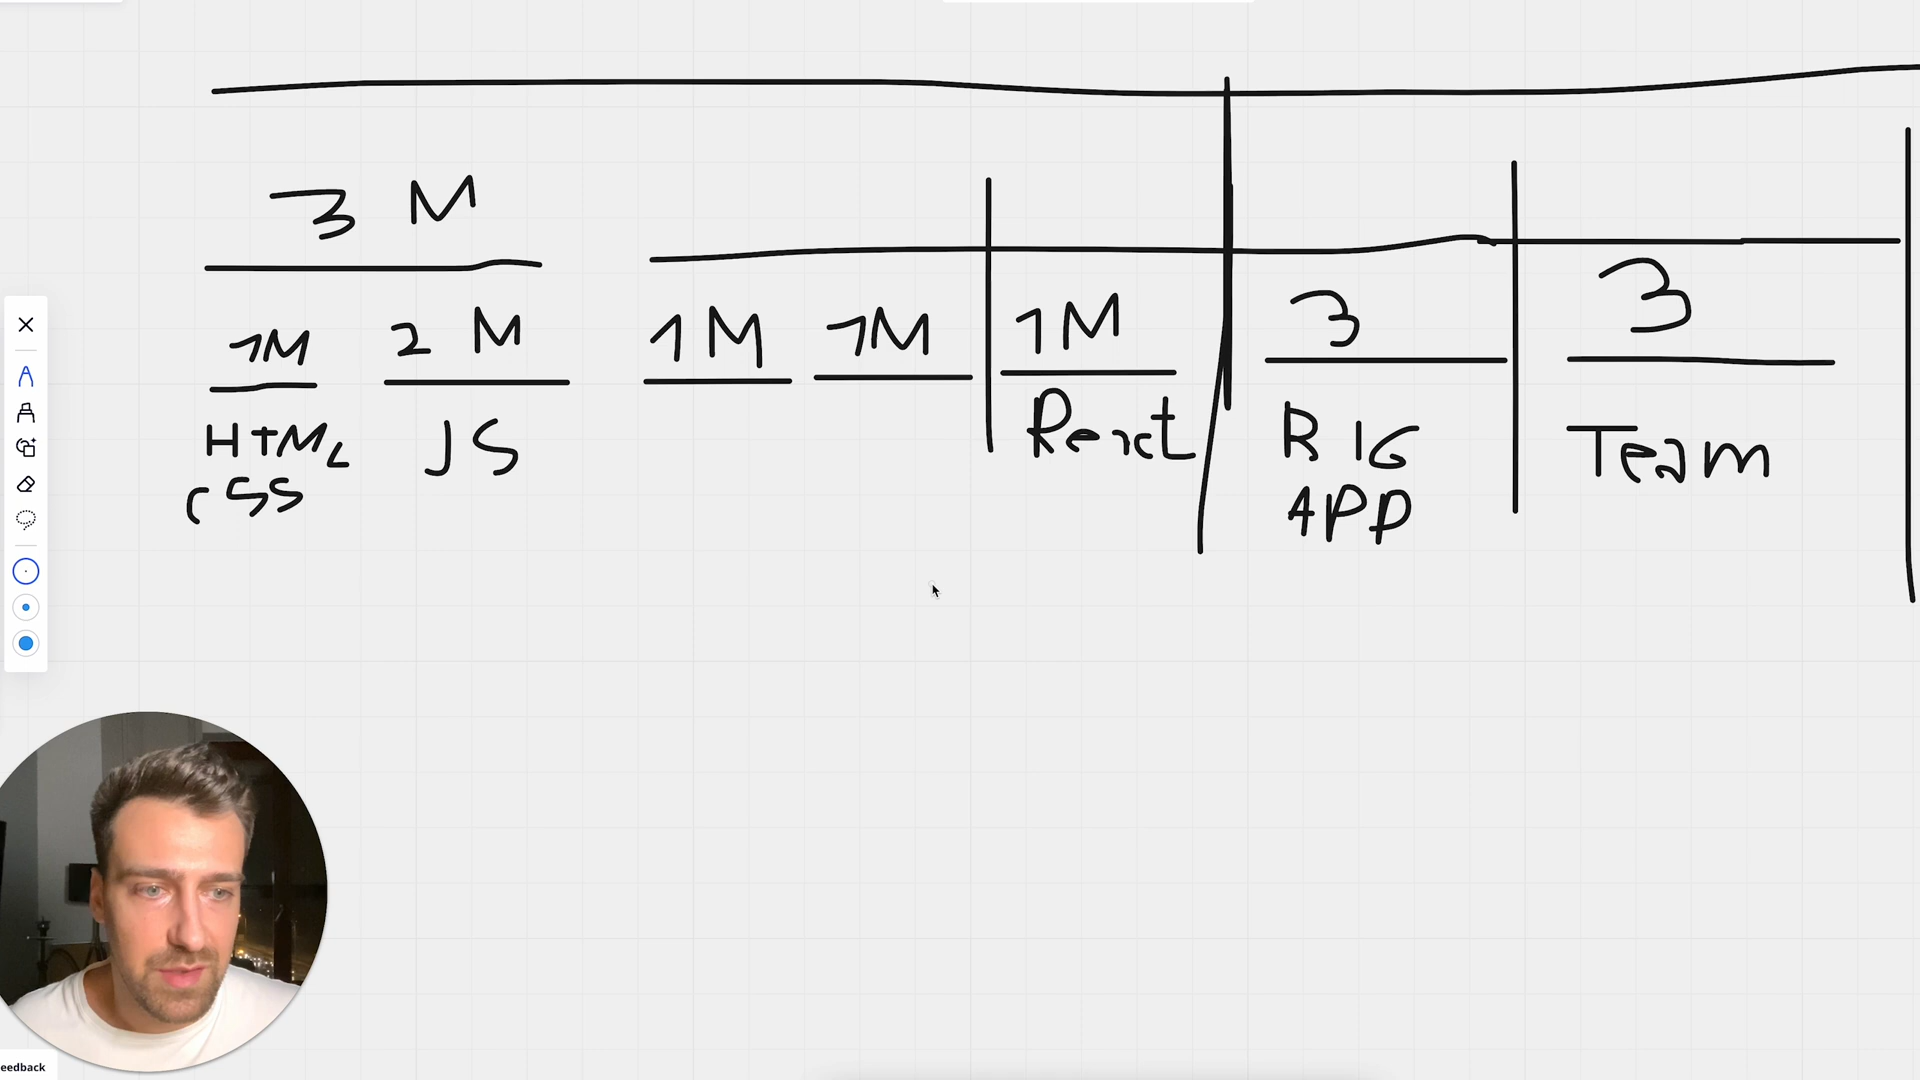 3 M
1M 2 M 1M 1M 1M 3 3
HTML JS React BIG Team
CSS APP
eedback